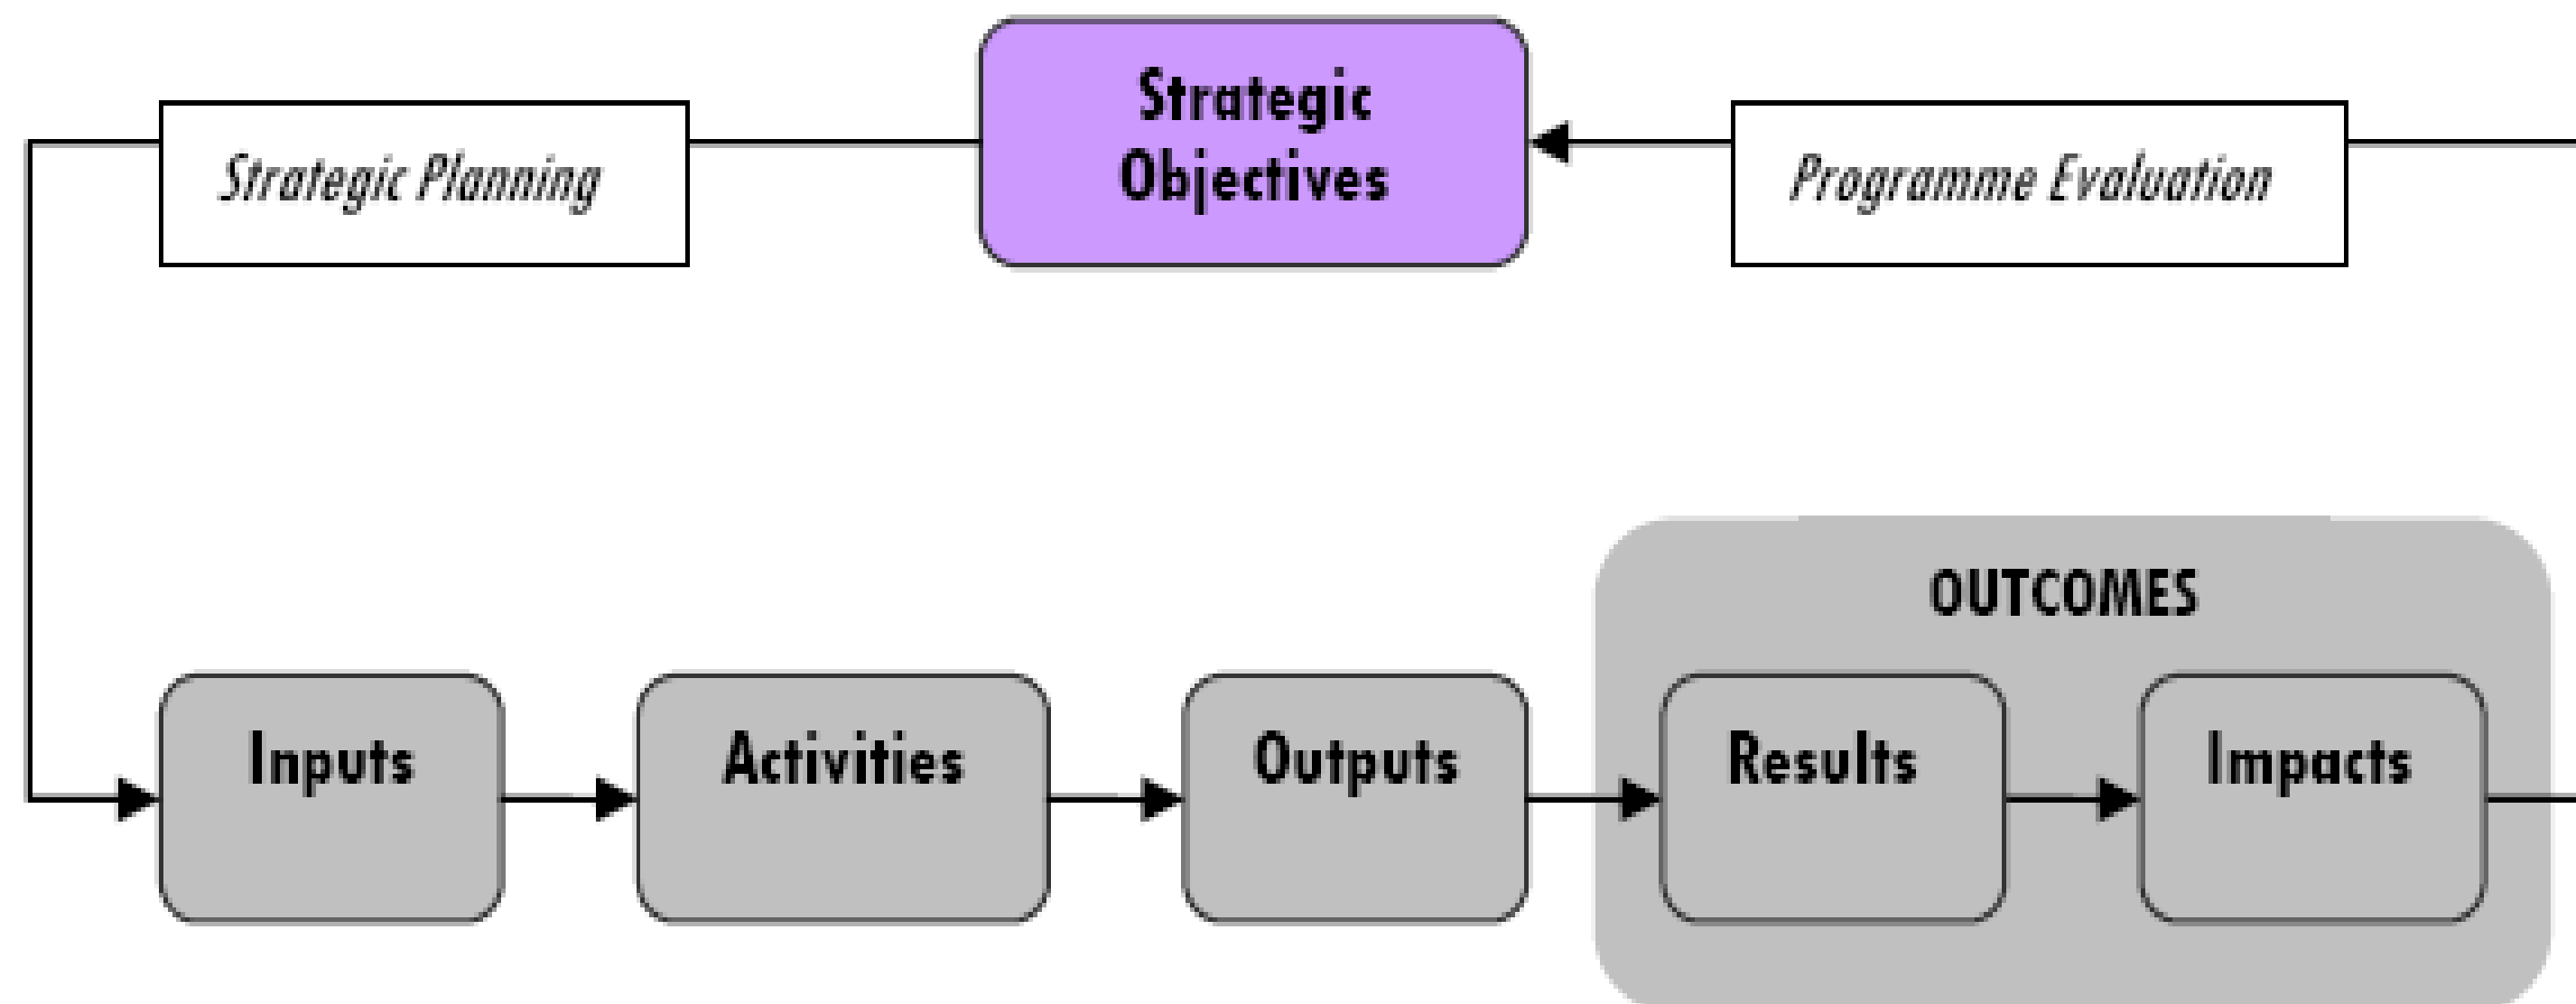 Strategic
Objectives
Strategic Planning
Programme Evaluation
OUTCOMES
Inputs
Activities
Outputs
Results
Impacts